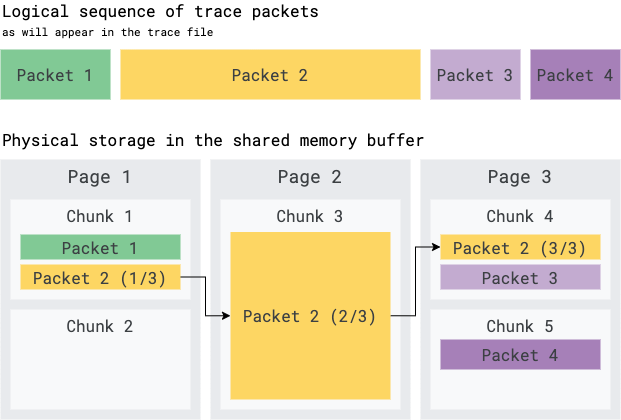 Logical sequence of trace packets
as will appear in the trace file
Packet 1
Packet 2
Packet 3
Packet 4
Physical storage in the shared memory buffer
Page 1
Chunk 1
Packet 1
Packet 2 (1/3)
Chunk 2
Page 2
Chunk 3
Packet 2 (2/3)
Page 3
Chunk 4
Packet 2 (3/3)
Packet 3
Chunk 5
Packet 4